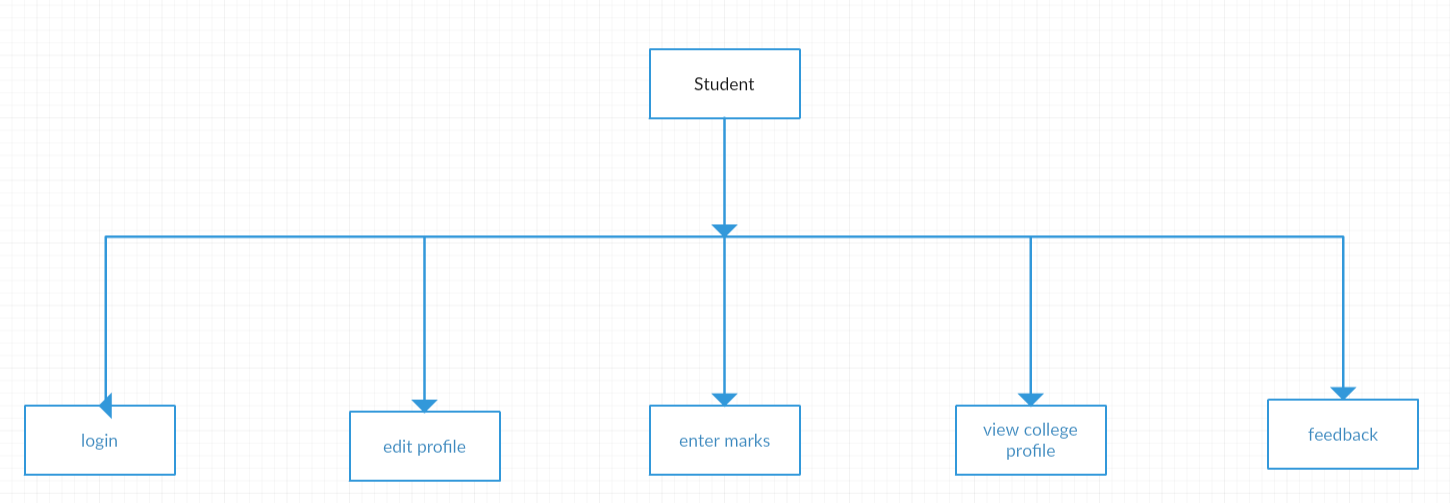 Student
login
edit profile
enter marks
view college
profile
feedback